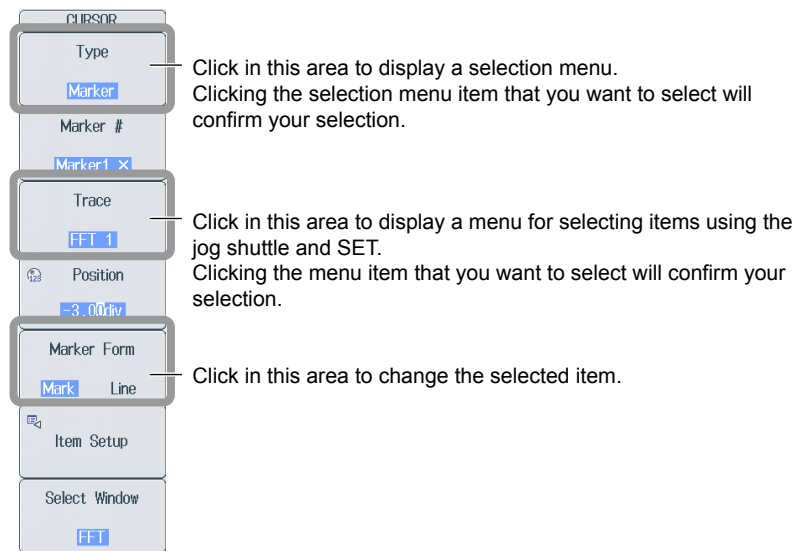 CURSOR
Type
Marker
Click in this area to display a selection menu.
Clicking the selection menu item that you want to select will
confirm your selection.
Marker #
Marker1 ×
Trace
FFT 1
Click in this area to display a menu for selecting items using the
jog shuttle and SET.
Clicking the menu item that you want to select will confirm your
selection.
123 Position
-3.00div
Marker Form
Mark Line
Click in this area to change the selected item.
Item Setup
Select Window
FFT